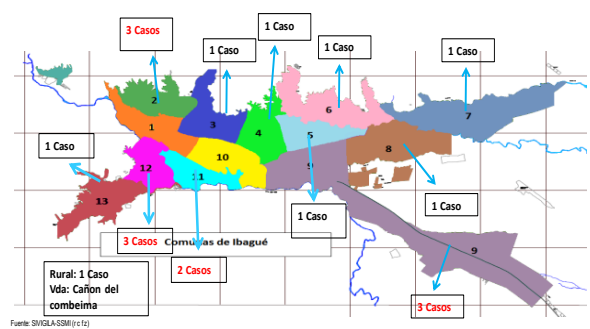 3 Casos
1 Caso
1 Caso
1 Caso
1 Caso
2
3
6
7
1
4
5
8
1 Caso
10
9
12
11
13
1 Caso
1 Caso
3 Casos
Comunas de Ibagué
9
2 Casos
Rural: 1 Caso
Vda: Cañon del
combeima
3 Casos
Fuente: SIVIGILA-SSMI (r c f z)